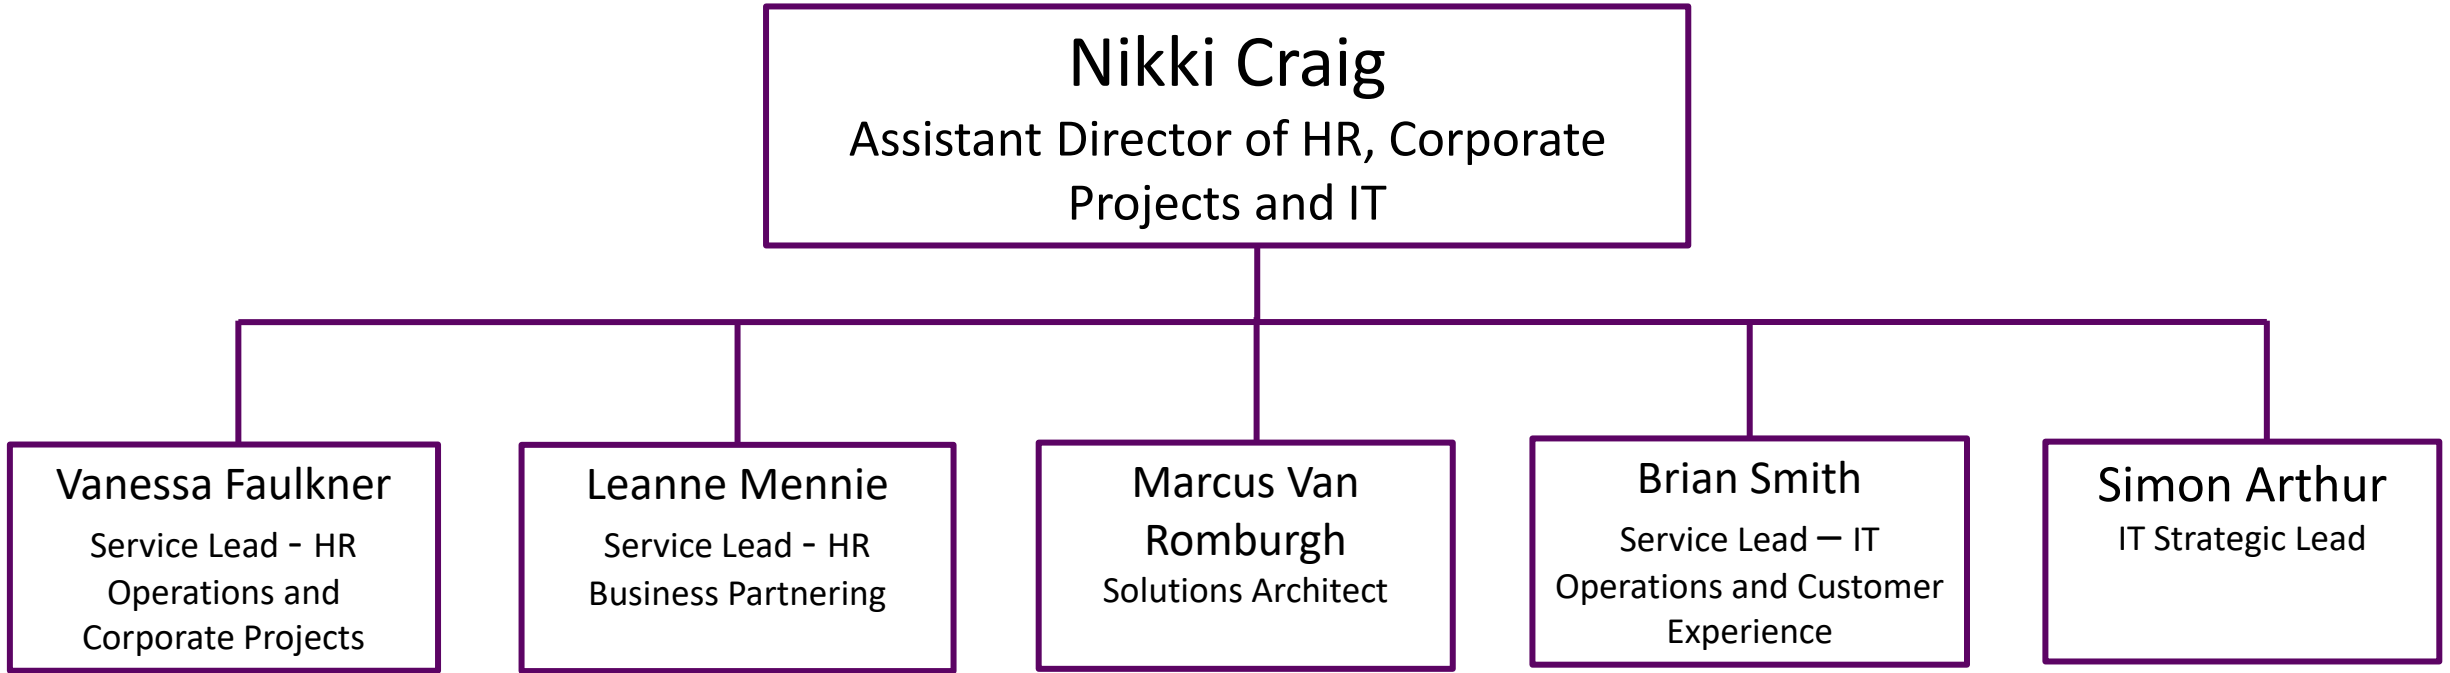 Nikki Craig
Assistant Director of HR, Corporate
Projects and IT
Vanessa Faulkner
Service Lead - HR
Operations and
Corporate Projects
Leanne Mennie
Service Lead - HR
Business Partnering
Marcus Van
Romburgh
Solutions Architect
Brian Smith
Service Lead – IT
Operations and Customer
Experience
Simon Arthur
IT Strategic Lead